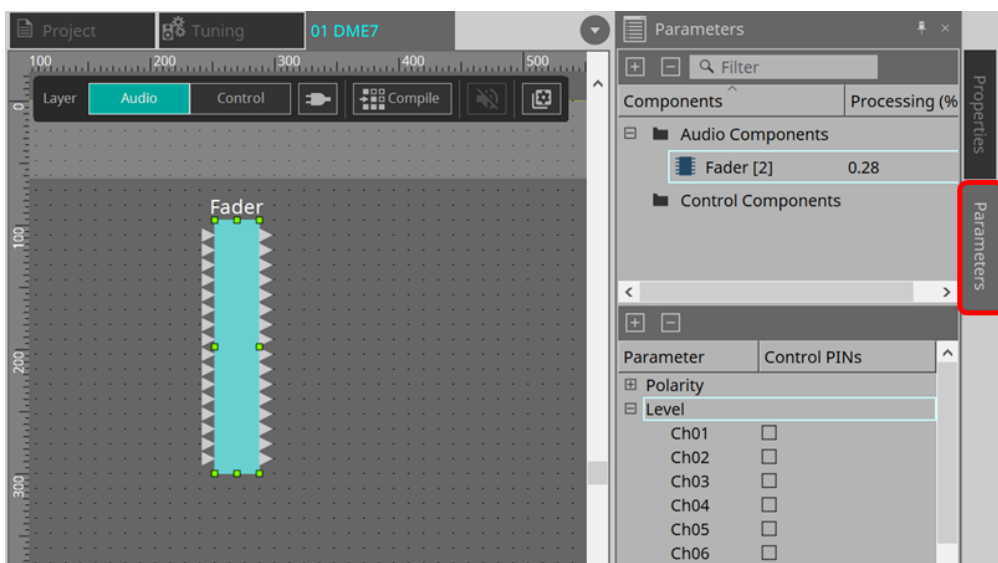 Project
Tuning
01 DME7
100
200
300
400
500
Layer
Audio
Control
Compile
0
100
200
300
Fader
Parameters
Filter
Components
Processing (%
Audio Components
Fader [2]
0.28
Control Components
Parameter
Control PINs
Polarity
Level
Ch01
Ch02
Ch03
Ch04
Ch05
Ch06
Properties
Parameters